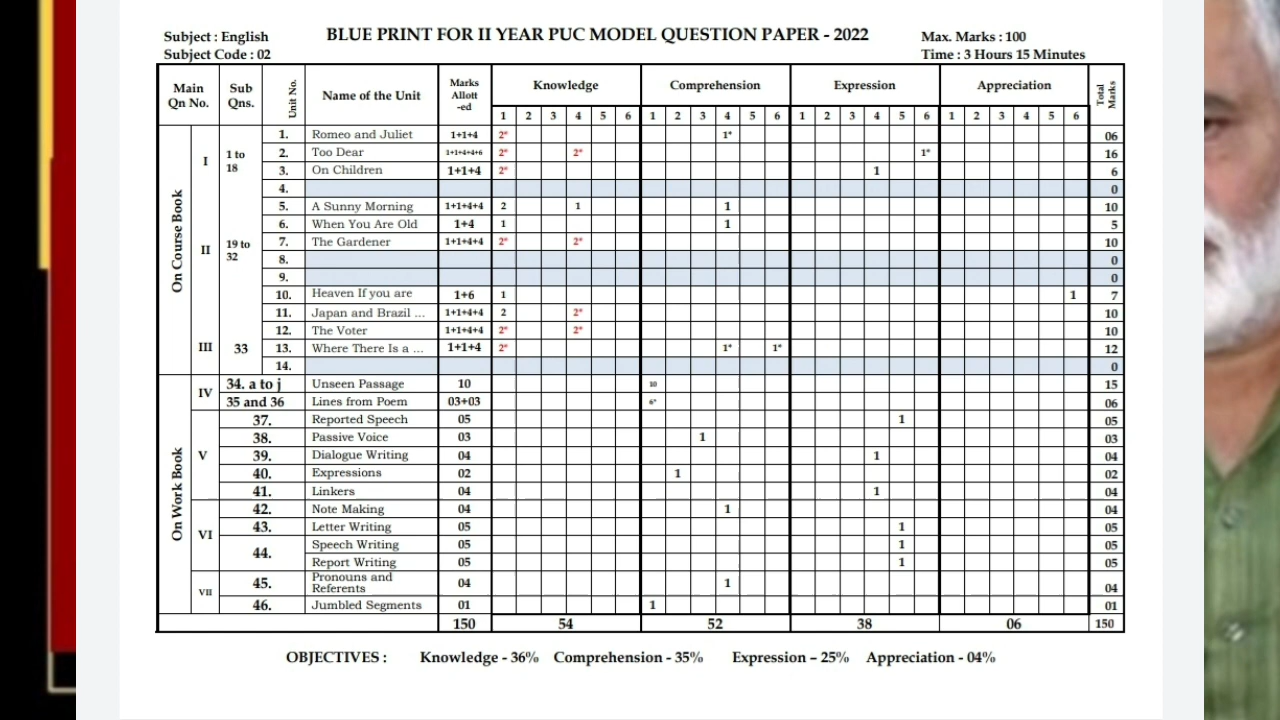 Subject : English BLUE PRINT FOR II YEAR PUC MODEL QUESTION PAPER - 2022 Max. Marks : 100
Subject Code : 02 Time : 3 Hours 15 Minutes
Main Qn No. Sub Qns. Unit No. Name of the Unit Marks Allott -ed Knowledge Comprehension Expression Appreciation Total Marks
1 2 3 4 5 6 1 2 3 4 5 6 1 2 3 4 5 6 1 2 3 4 5 6
On Course Book
I 1 to 18
1. Romeo and Juliet 1+1+4 2* 1* 06
2. Too Dear 1+1+4+4+6 2* 2* 1* 16
3. On Children 1+1+4 2* 1 6
4. 0
II 19 to 32
5. A Sunny Morning 1+1+4+4 2 1 1 10
6. When You Are Old 1+4 1 1 5
7. The Gardener 1+1+4+4 2* 2* 10
8. 0
9. 0
10. Heaven If you are 1+6 1 1 7
11. Japan and Brazil ... 1+1+4+4 2 2* 10
12. The Voter 1+1+4+4 2* 2* 10
III 33 13. Where There Is a ... 1+1+4 2* 1* 1* 12
14. 0
On Work Book
IV 34. a to j Unseen Passage 10 10 15
35 and 36 Lines from Poem 03+03 6* 06
37. Reported Speech 05 1 05
38. Passive Voice 03 1 03
V 39. Dialogue Writing 04 1 04
40. Expressions 02 1 02
41. Linkers 04 1 04
42. Note Making 04 1 04
VI 43. Letter Writing 05 1 05
44. Speech Writing 05 1 05
Report Writing 05 1 05
VII 45. Pronouns and Referents 04 1 04
46. Jumbled Segments 01 1 01
150 54 52 38 06 150
OBJECTIVES : Knowledge - 36% Comprehension - 35% Expression – 25% Appreciation - 04%